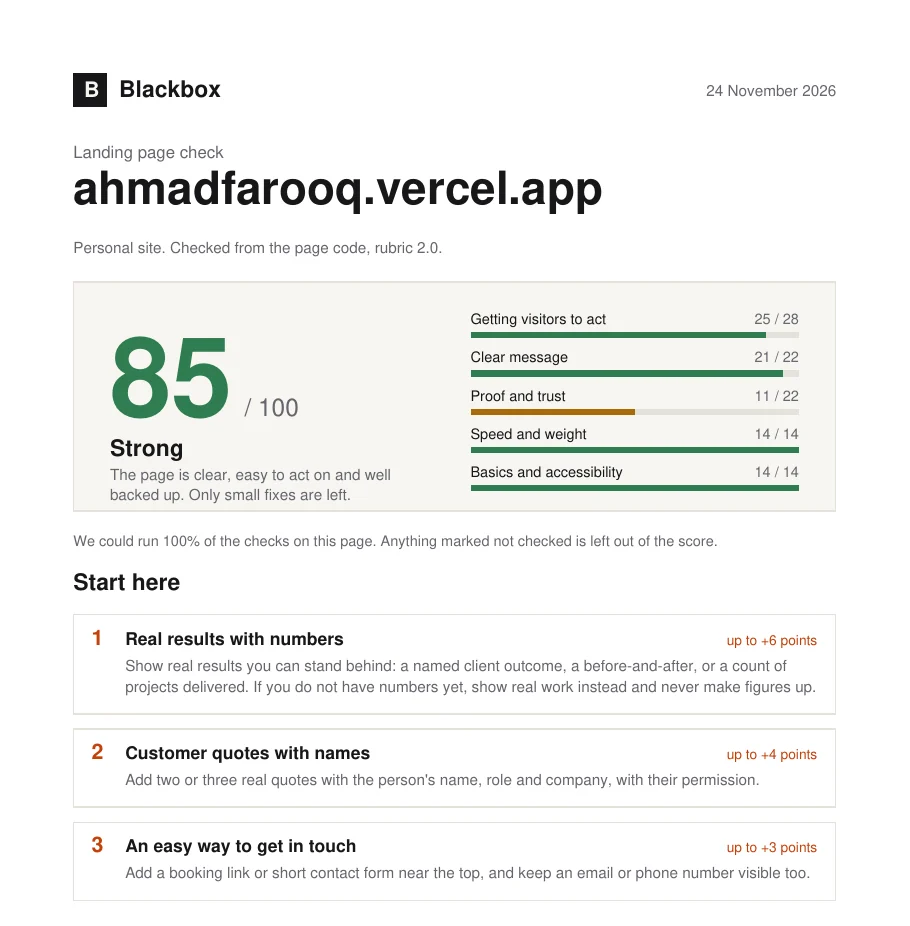 B Blackbox
24 November 2026
Landing page check
ahmadfarooq.vercel.app
Personal site. Checked from the page code, rubric 2.0.
85 / 100
Strong
The page is clear, easy to act on and well
backed up. Only small fixes are left.
Getting visitors to act 25 / 28
Clear message 21 / 22
Proof and trust 11 / 22
Speed and weight 14 / 14
Basics and accessibility 14 / 14
We could run 100% of the checks on this page. Anything marked not checked is left out of the score.
Start here
1 Real results with numbers up to +6 points
Show real results you can stand behind: a named client outcome, a before-and-after, or a count of
projects delivered. If you do not have numbers yet, show real work instead and never make figures up.
2 Customer quotes with names up to +4 points
Add two or three real quotes with the person's name, role and company, with their permission.
3 An easy way to get in touch up to +3 points
Add a booking link or short contact form near the top, and keep an email or phone number visible too.